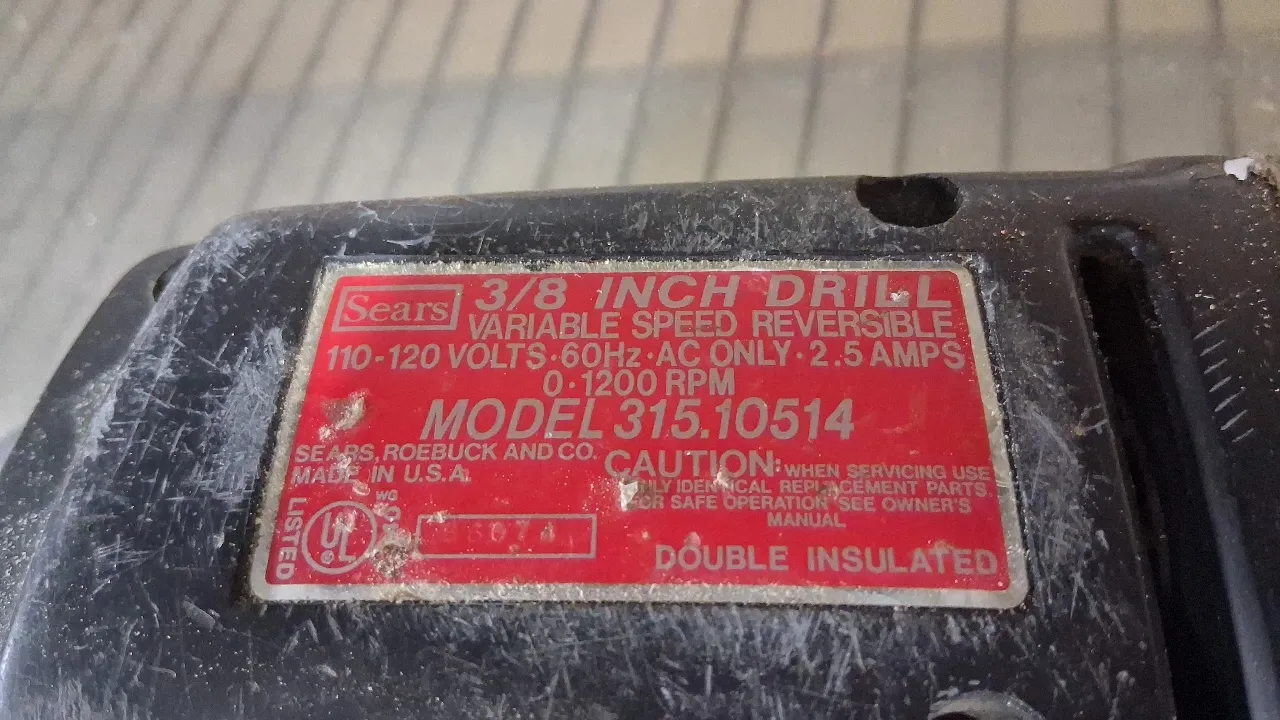 Sears
3/8 INCH DRILL
VARIABLE SPEED REVERSIBLE
110-120 VOLTS·60Hz·AC ONLY·2.5 AMPS
0·1200 RPM
MODEL 315.10514
SEARS, ROEBUCK AND CO.
MADE IN U.S.A.
CAUTION: WHEN SERVICING USE
ONLY IDENTICAL REPLACEMENT PARTS.
FOR SAFE OPERATION SEE OWNER'S
MANUAL
LISTED
UL
DOUBLE INSULATED